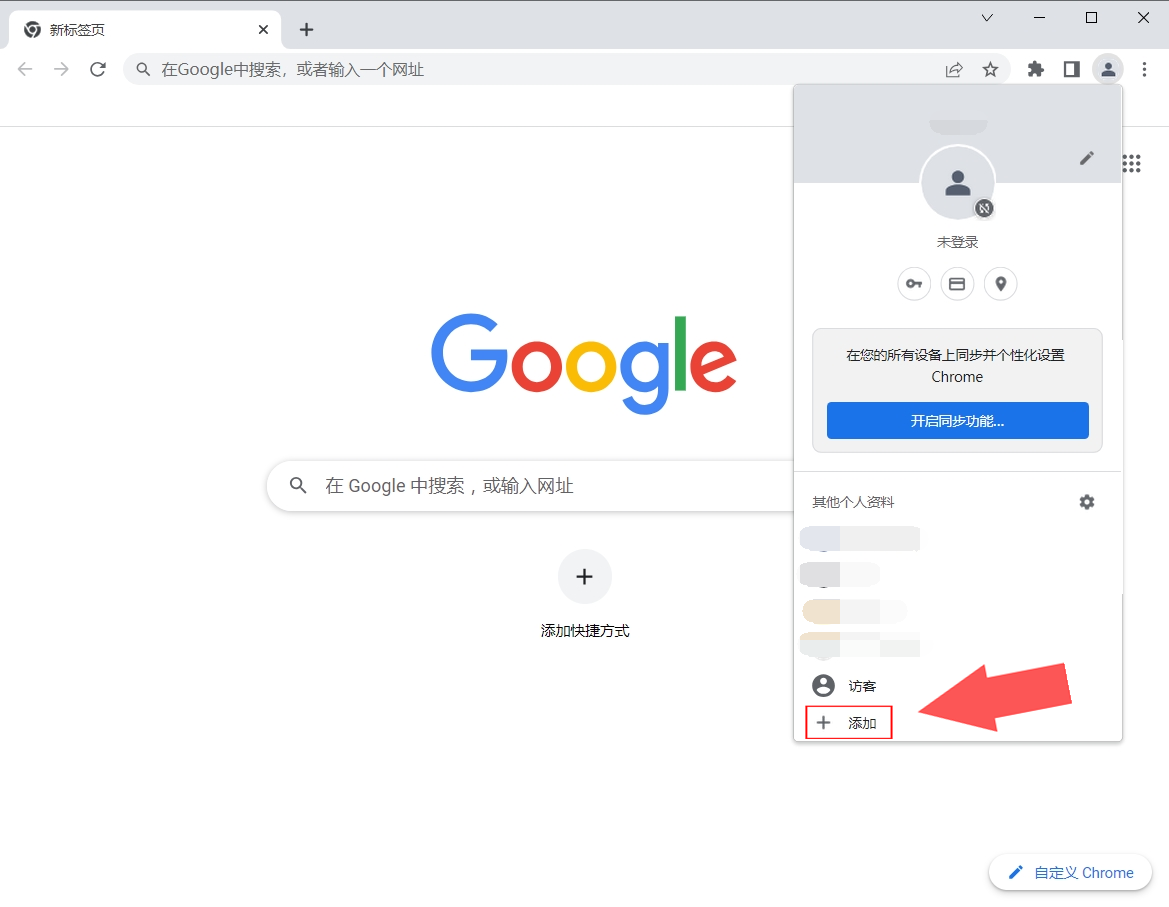 新标签页
在Google中搜索，或者输入一个网址
未登录
Google
在您的所有设备上同步并个性化设置
Chrome
开启同步功能...
在 Google 中搜索，或输入网址
其他个人资料
添加快捷方式
访客
添加
自定义 Chrome